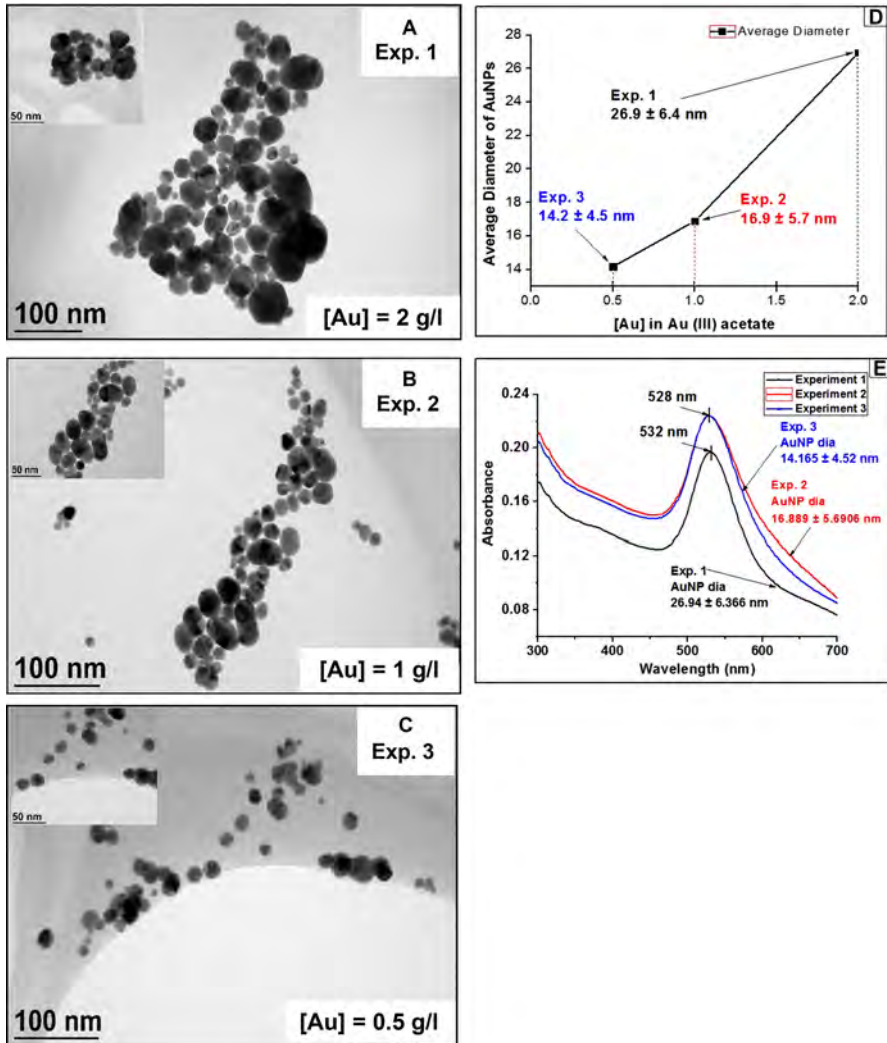 A
Exp. 1
50 nm
100 nm
[Au] = 2 g/l
B
Exp. 2
50 nm
100 nm
[Au] = 1 g/l
C
Exp. 3
50 nm
100 nm
[Au] = 0.5 g/l
D
Average Diameter
28
26
24
22
20
18
16
14
Average Diameter of AuNPs
Exp. 1
26.9 ± 6.4 nm
Exp. 3
14.2 ± 4.5 nm
Exp. 2
16.9 ± 5.7 nm
0.0 0.5 1.0 1.5 2.0
[Au] in Au (III) acetate
E
Experiment 1
Experiment 2
Experiment 3
0.24
0.20
0.16
0.12
0.08
Absorbance
528 nm
532 nm
Exp. 3
AuNP dia
14.165 ± 4.52 nm
Exp. 2
AuNP dia
16.889 ± 5.6906 nm
Exp. 1
AuNP dia
26.94 ± 6.366 nm
300 400 500 600 700
Wavelength (nm)